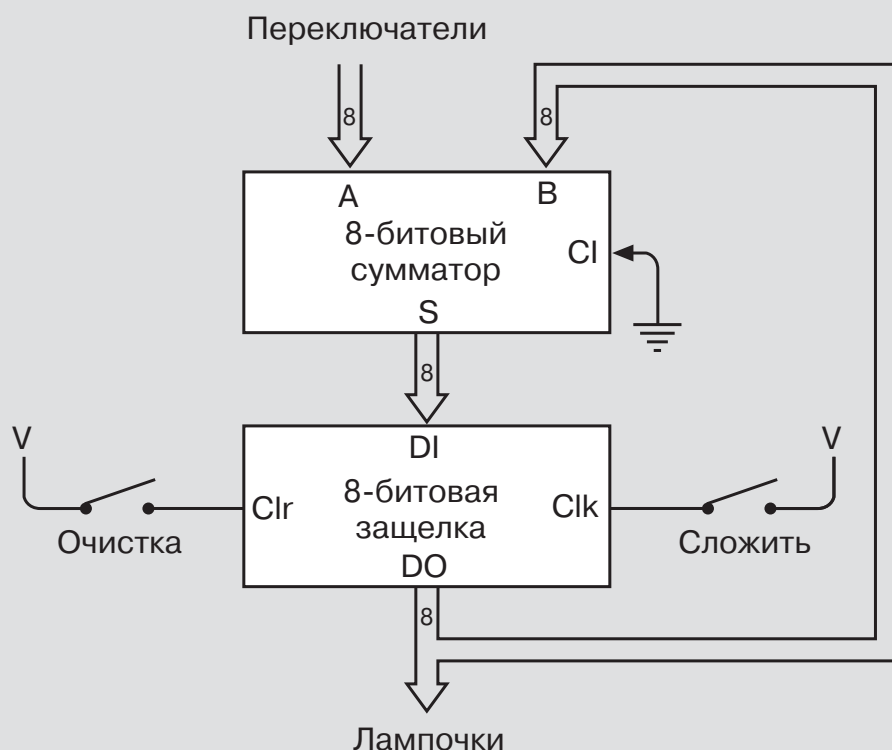 Переключатели
8
8
A
B
8-битовый
сумматор
CI
S
8
V
V
DI
Clr
8-битовая
защелка
Clk
Очистка
Сложить
DO
8
Лампочки